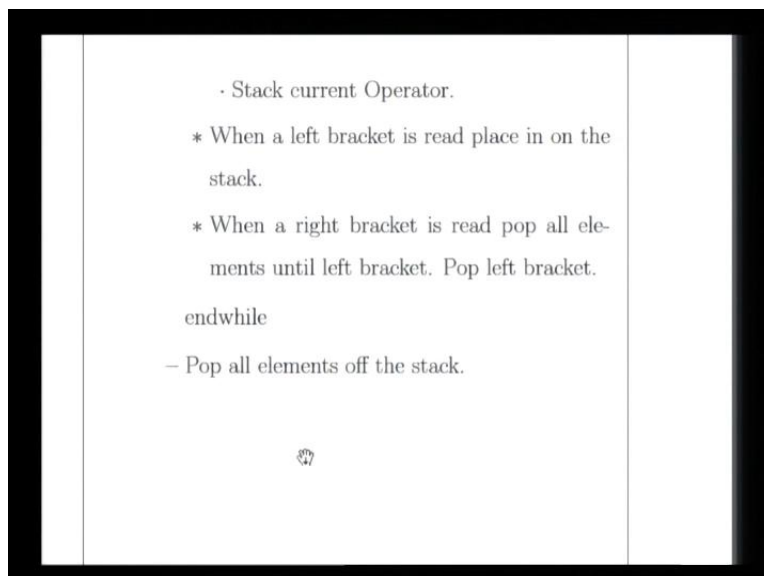 · Stack current Operator.
* When a left bracket is read place in on the
stack.
* When a right bracket is read pop all ele-
ments until left bracket. Pop left bracket.
endwhile
– Pop all elements off the stack.